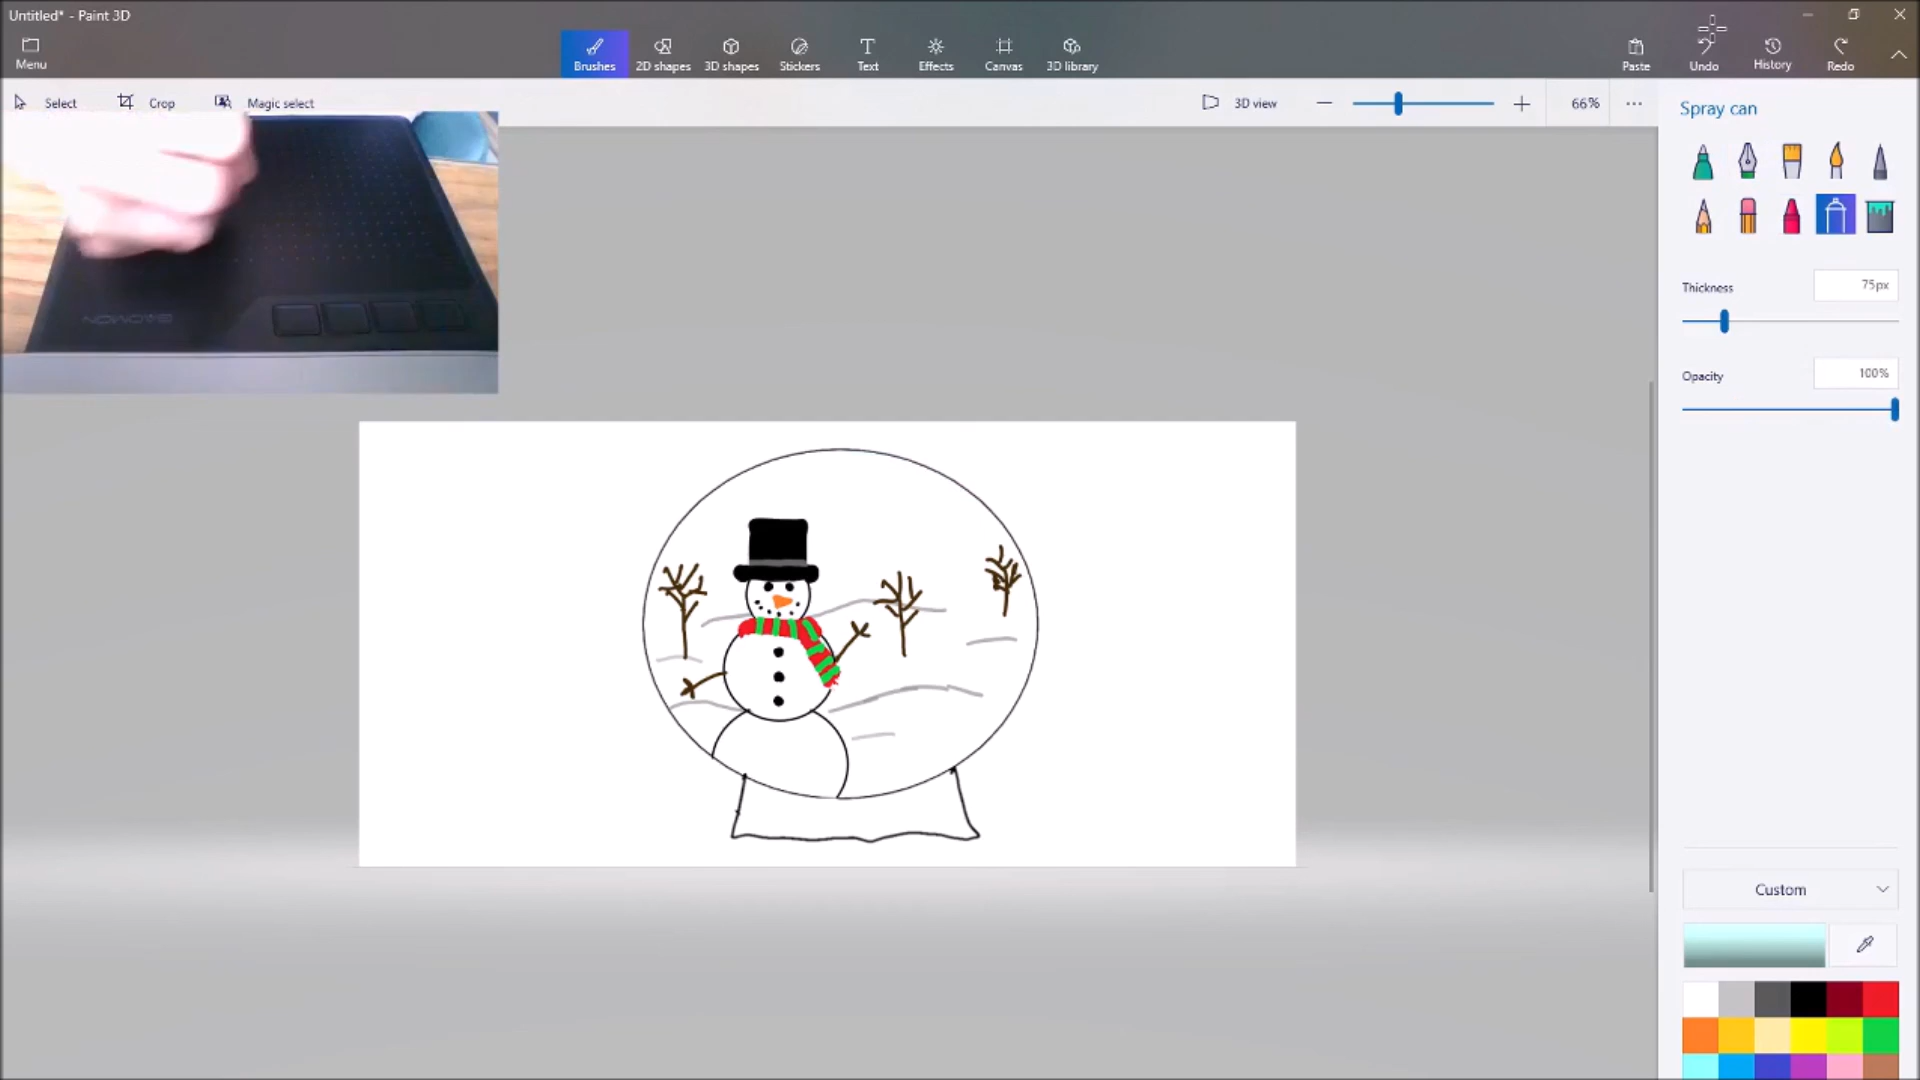 Untitled* - Paint 3D
Menu
Brushes
2D shapes
3D shapes
Stickers
Text
Effects
Canvas
3D library
Paste
Undo
History
Redo
Select
Crop
Magic select
3D view
66%
Spray can
Thickness
75px
Opacity
100%
Custom
GAOMON